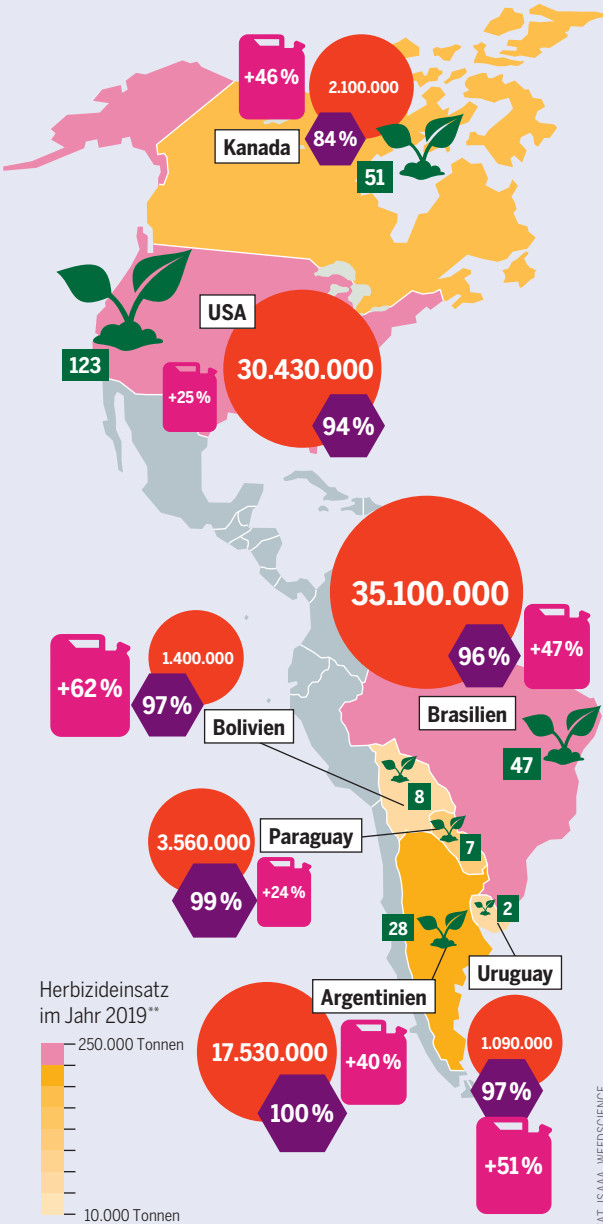 +46 %
2.100.000
84 %
Kanada
51
USA
123
30.430.000
+25 %
94 %
35.100.000
96 %
+47 %
1.400.000
+62 %
97 %
Bolivien
Brasilien
47
8
3.560.000
Paraguay
7
99 %
+24 %
28
2
Uruguay
Argentinien
Herbizideinsatz
im Jahr 2019**
250.000 Tonnen
17.530.000
+40 %
100 %
1.090.000
97 %
+51 %
10.000 Tonnen
ISAAA, WEEDSCIENCE